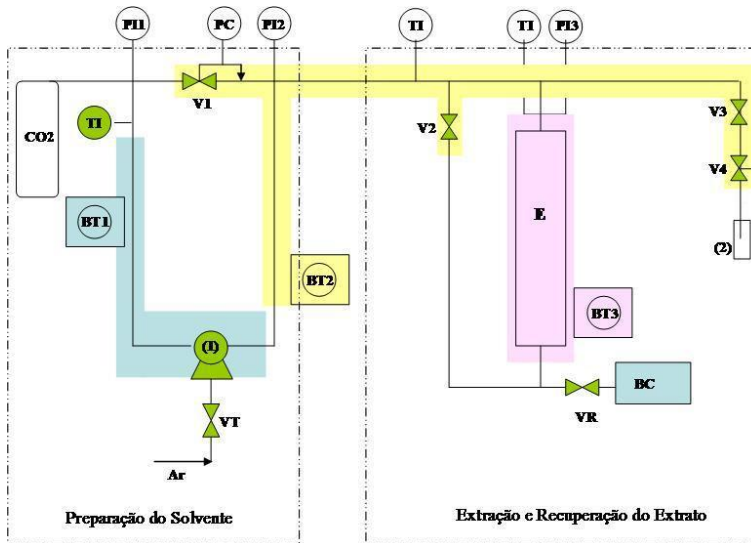 PI1
PC
PI2
TI
TI
PI3
V1
CO2
TI
V2
V3
V4
BT1
E
(2)
BT2
BT3
(1)
BC
VR
VT
Ar
Preparação do Solvente
Extração e Recuperação do Extrato